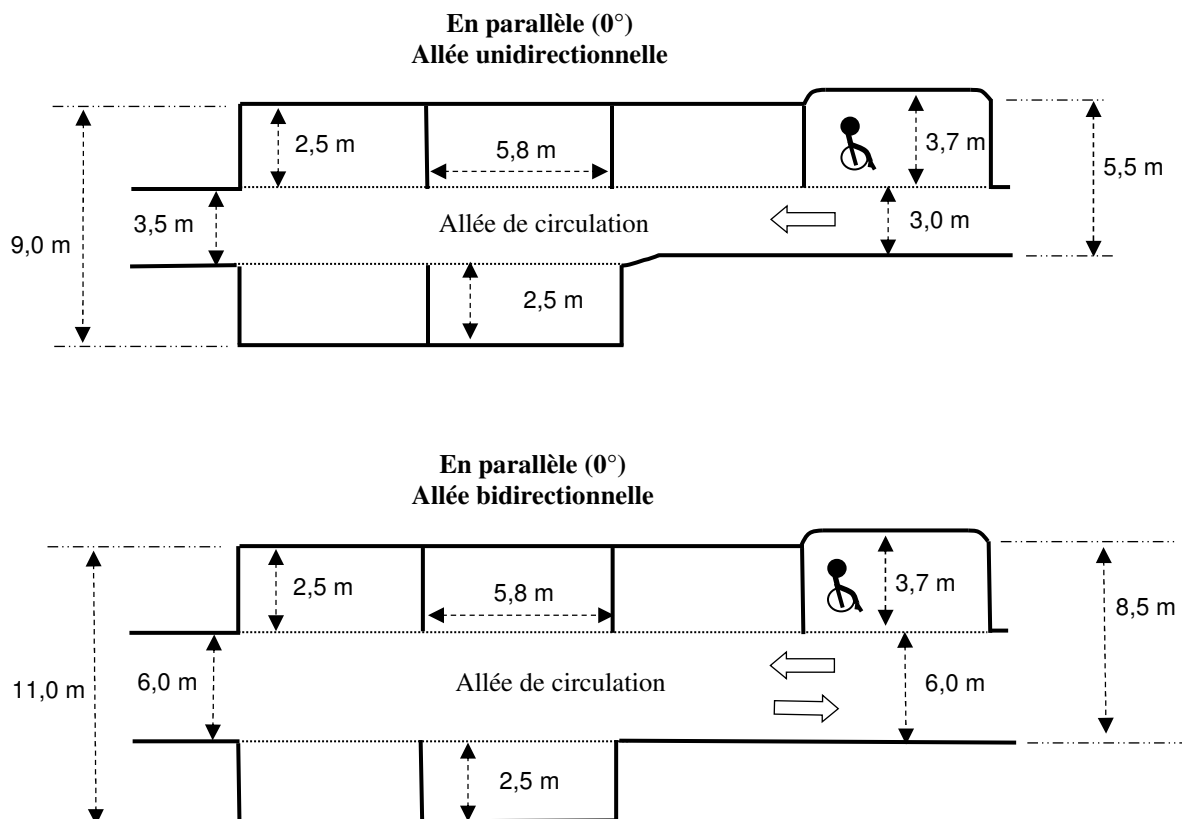 En parallèle (0°)
Allée unidirectionnelle
2,5 m
5,8 m
3,7 m
5,5 m
3,5 m
Allée de circulation
3,0 m
9,0 m
2,5 m
En parallèle (0°)
Allée bidirectionnelle
2,5 m
5,8 m
3,7 m
8,5 m
11,0 m
6,0 m
Allée de circulation
6,0 m
2,5 m